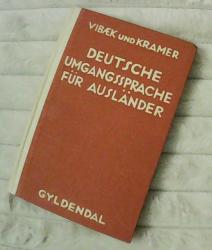 VIBÆK UND KRAMER
DEUTSCHE
UMGANGSSPRACHE
FÜR AUSLÄNDER
GYLDENDAL